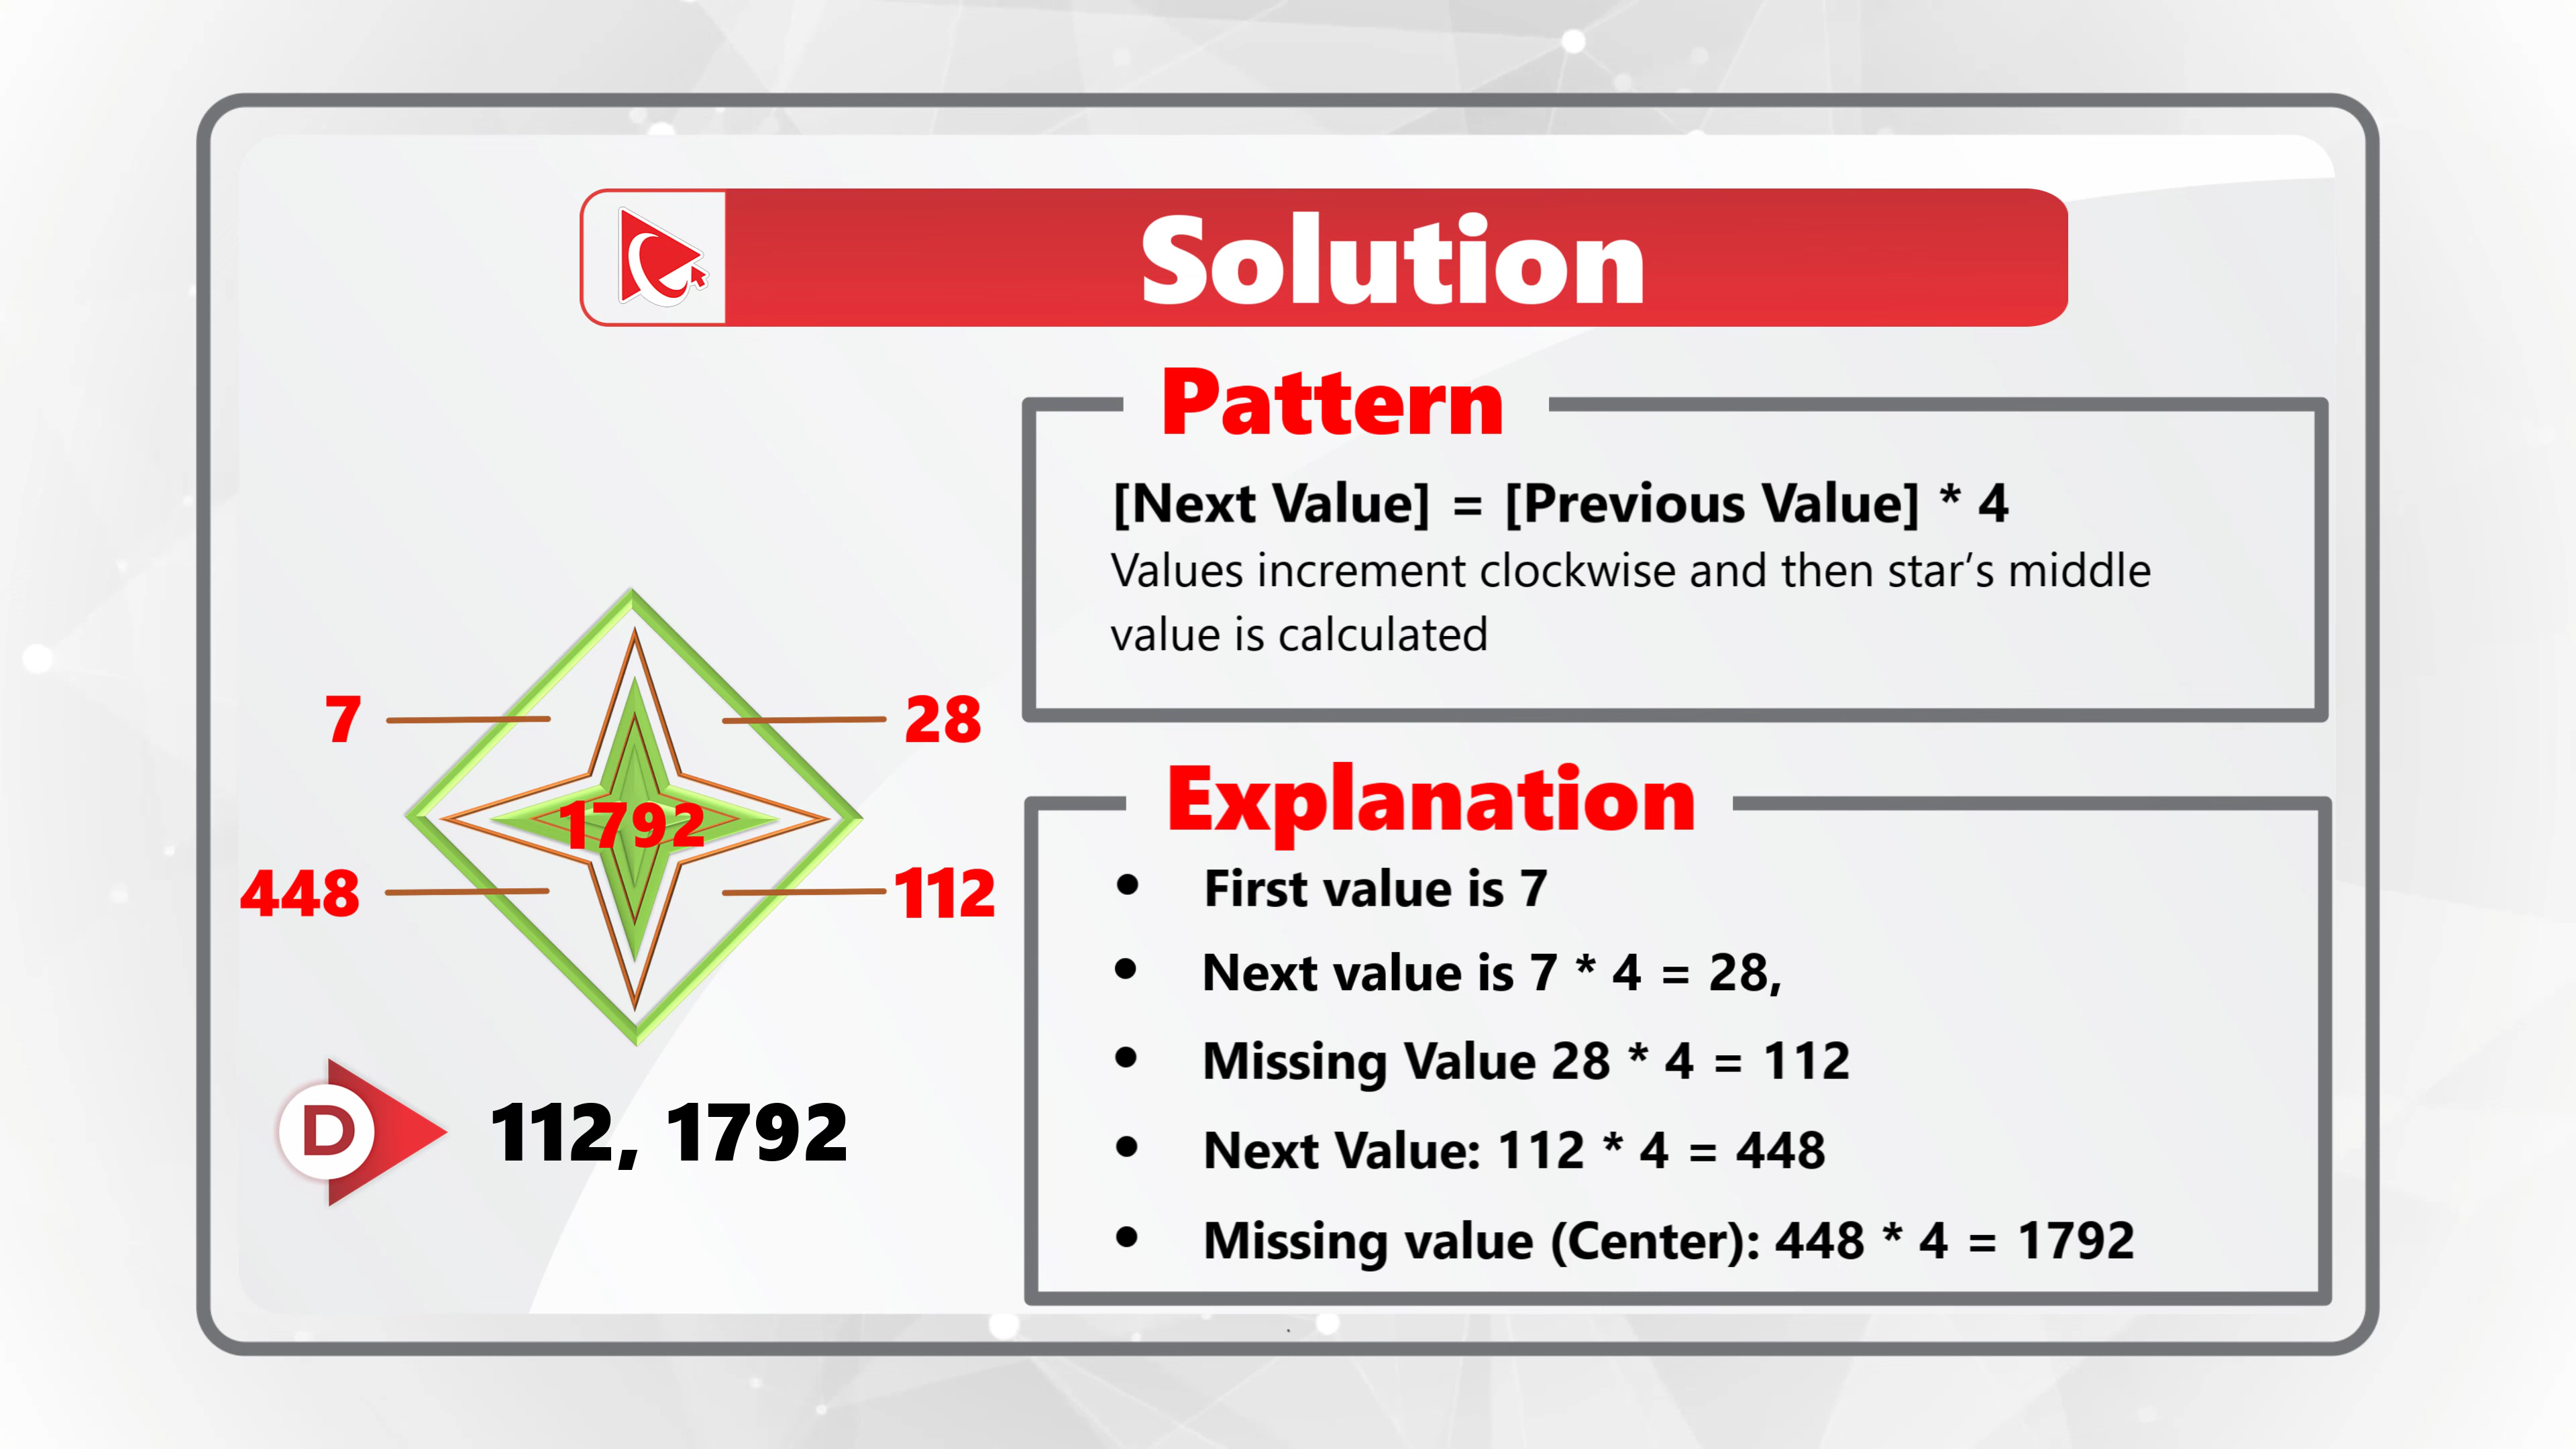 Solution
Pattern
[Next Value] = [Previous Value] * 4
Values increment clockwise and then star's middle
value is calculated
7
28
1792
448
112
Explanation
• First value is 7
• Next value is 7 * 4 = 28,
• Missing Value 28 * 4 = 112
• Next Value: 112 * 4 = 448
• Missing value (Center): 448 * 4 = 1792
D 112, 1792